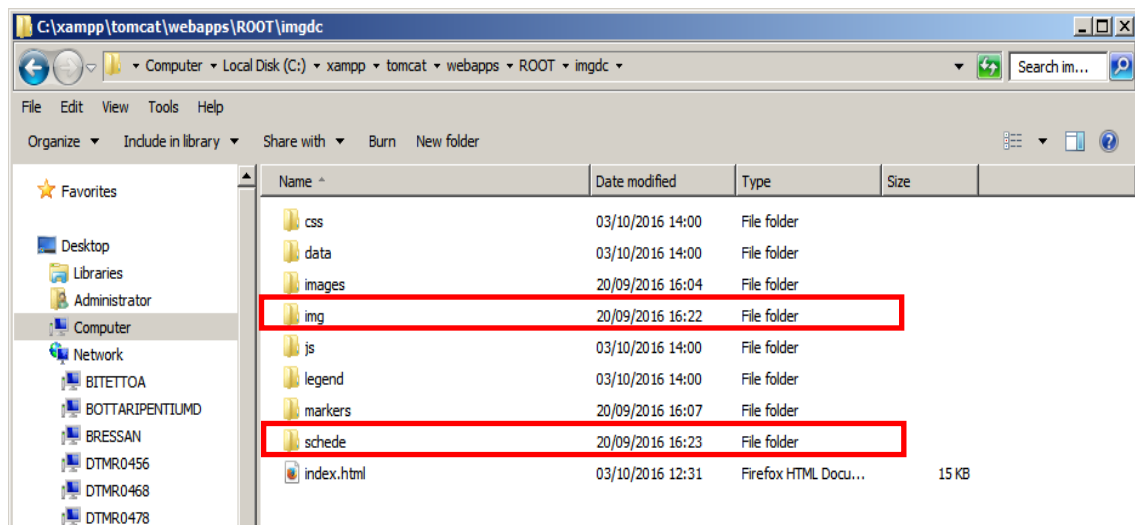 C:\xampp\tomcat\webapps\ROOT\imgdc
Computer Local Disk (C:) xampp tomcat webapps ROOT imgdc Search im...
File Edit View Tools Help
Organize Include in library Share with Burn New folder
Favorites
Desktop
Libraries
Administrator
Computer
Network
BITETTOA
BOTTARIPENTIUMD
BRESSAN
DTMR0456
DTMR0468
DTMR0478
Name Date modified Type Size
css 03/10/2016 14:00 File folder
data 03/10/2016 14:00 File folder
images 20/09/2016 16:04 File folder
img 20/09/2016 16:22 File folder
js 03/10/2016 14:00 File folder
legend 03/10/2016 14:00 File folder
markers 20/09/2016 16:07 File folder
schede 20/09/2016 16:23 File folder
index.html 03/10/2016 12:31 Firefox HTML Docu... 15 KB